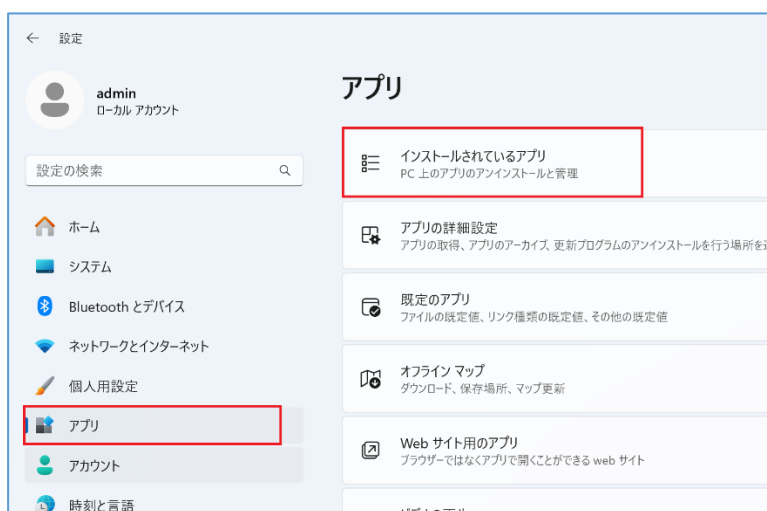 設定
admin
ローカル アカウント
設定の検索
ホーム
システム
Bluetooth とデバイス
ネットワークとインターネット
個人用設定
アプリ
アカウント
時刻と言語
アプリ
インストールされているアプリ
PC 上のアプリのアンインストールと管理
アプリの詳細設定
アプリの取得、アプリのアーカイブ、更新プログラムのアンインストールを行う場所を
既定のアプリ
ファイルの既定値、リンク種類の既定値、その他の既定値
オフライン マップ
ダウンロード、保存場所、マップ更新
Web サイト用のアプリ
ブラウザーではなくアプリで開くことができる web サイト